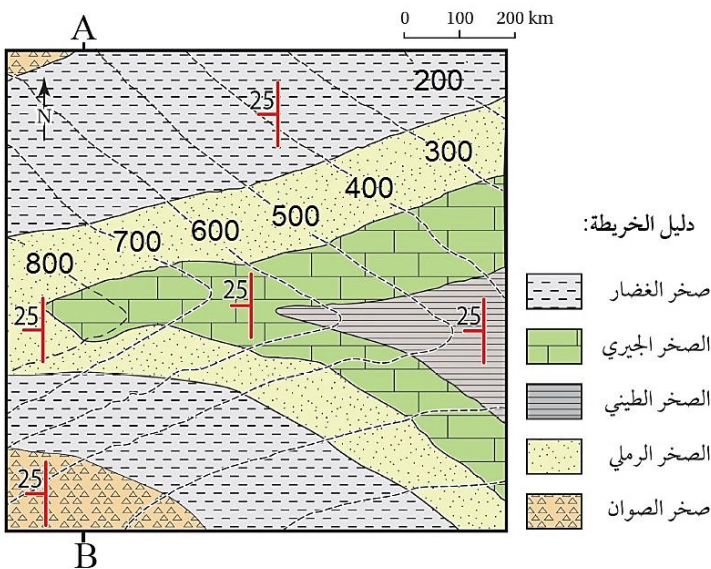 A
0 100 200 km
N
25
200
300
400
500
600
700
800
25
25
25
25
B
دليل الخريطة:
صخر الغضار
الصخر الجيري
الصخر الطيني
الصخر الرملي
صخر الصوان